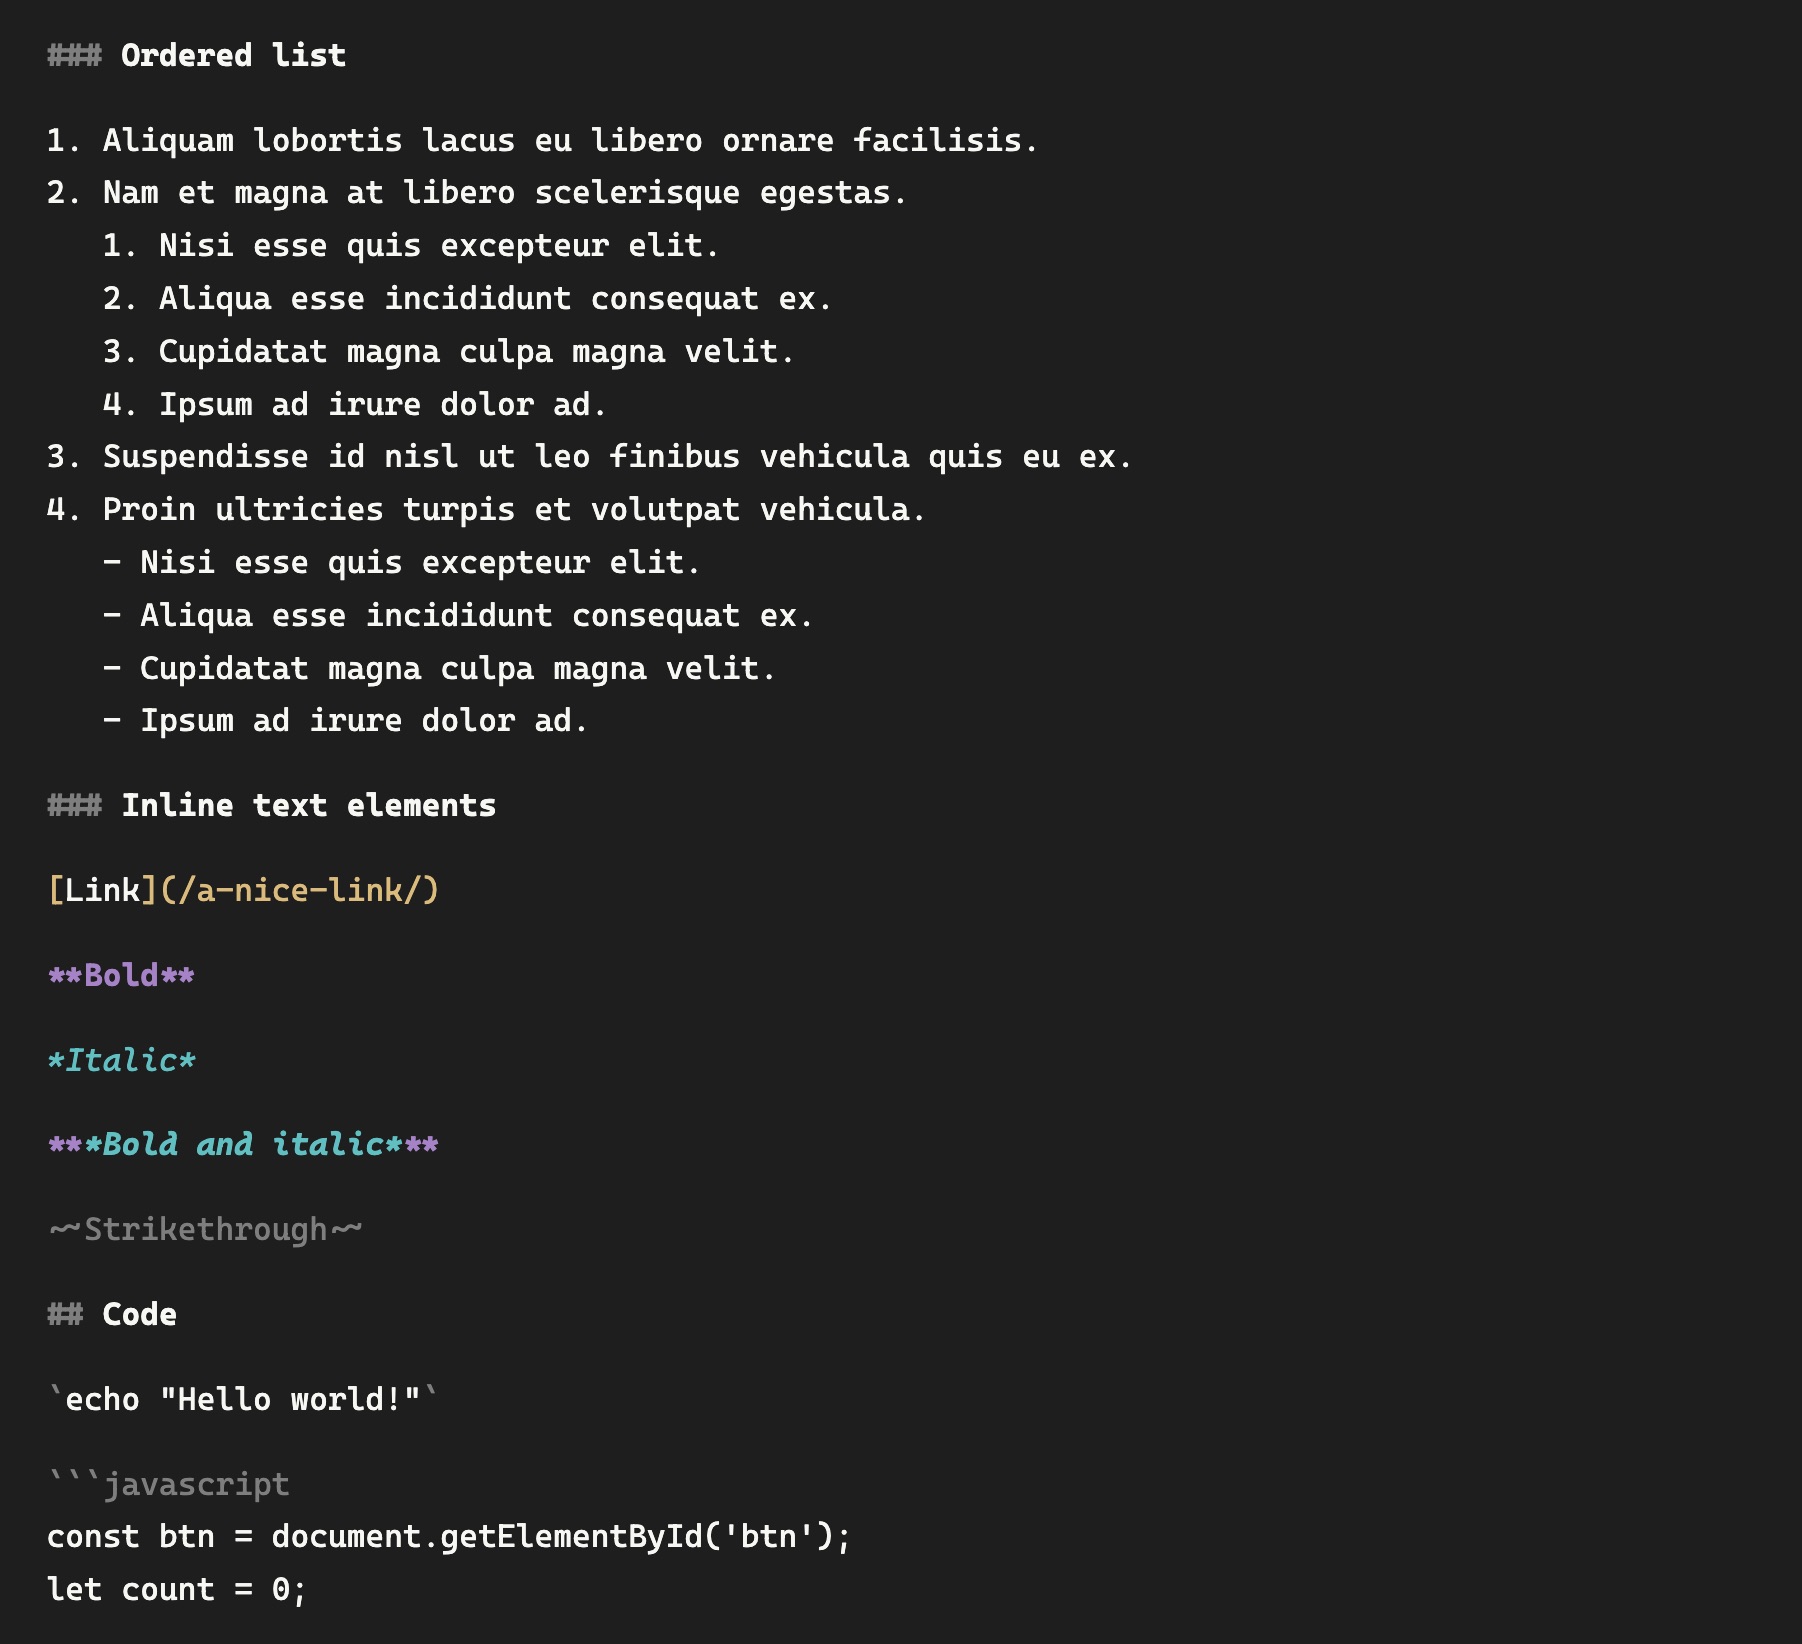 ### Ordered list
1. Aliquam lobortis lacus eu libero ornare facilisis.
2. Nam et magna at libero scelerisque egestas.
   1. Nisi esse quis excepteur elit.
   2. Aliqua esse incididunt consequat ex.
   3. Cupidatat magna culpa magna velit.
   4. Ipsum ad irure dolor ad.
3. Suspendisse id nisl ut leo finibus vehicula quis eu ex.
4. Proin ultricies turpis et volutpat vehicula.
   - Nisi esse quis excepteur elit.
   - Aliqua esse incididunt consequat ex.
   - Cupidatat magna culpa magna velit.
   - Ipsum ad irure dolor ad.
### Inline text elements
[Link](/a-nice-link/)
**Bold**
*Italic*
***Bold and italic***
~~Strikethrough~~
## Code
`echo "Hello world!"`
```javascript
const btn = document.getElementById('btn');
let count = 0;